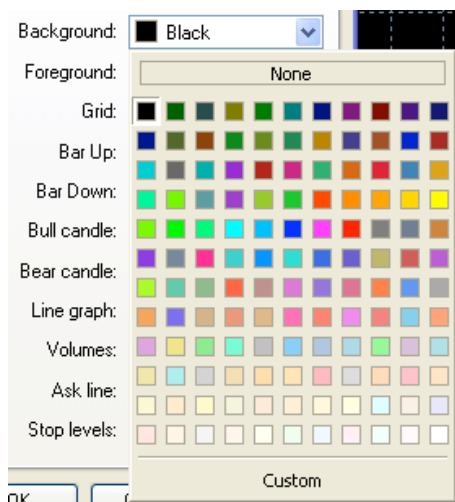 Background: Black
Foreground: None
Grid:
Bar Up:
Bar Down:
Bull candle:
Bear candle:
Line graph:
Volumes:
Ask line:
Stop levels:
Custom
OK